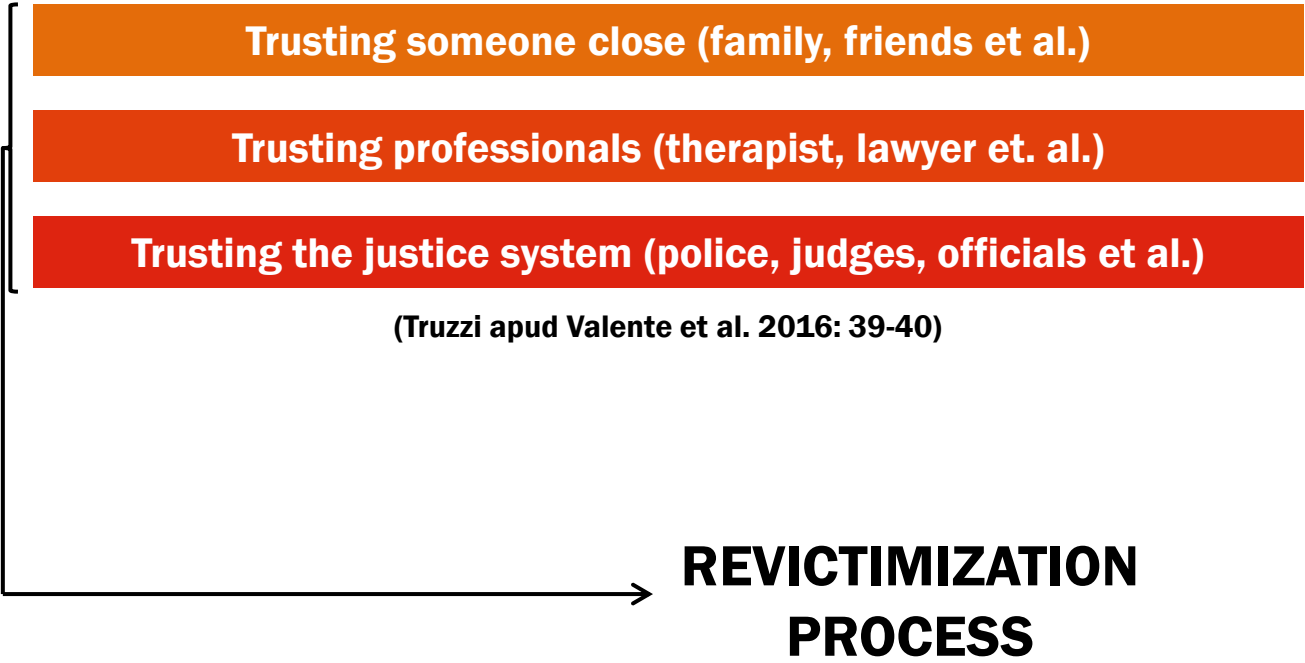 Trusting someone close (family, friends et al.)
Trusting professionals (therapist, lawyer et. al.)
Trusting the justice system (police, judges, officials et al.)
(Truzzi apud Valente et al. 2016: 39-40)
REVICTIMIZATION
PROCESS